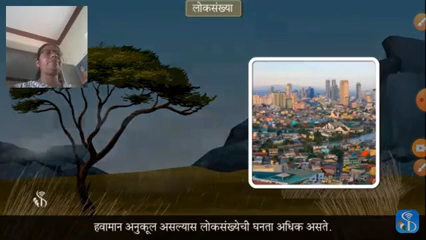 लोकसंख्या
हवामान अनुकूल असल्यास लोकसंख्येची घनता अधिक असते.